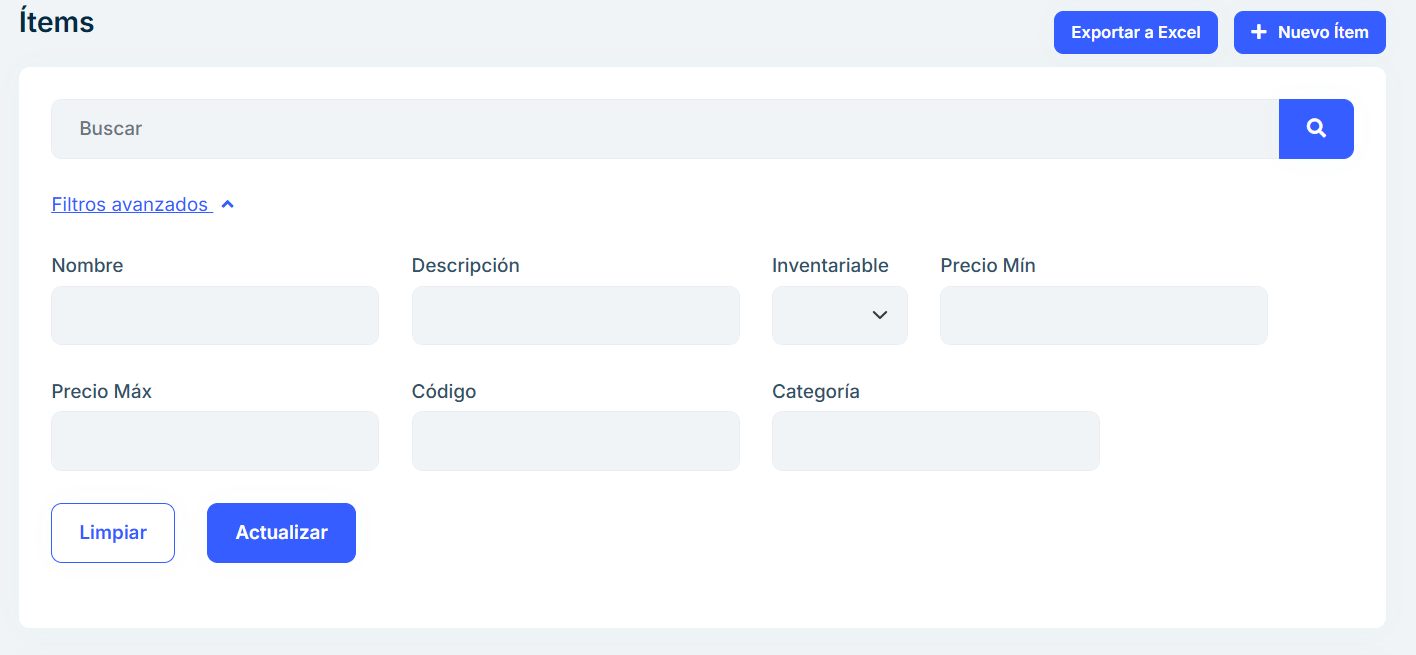 Ítems
Exportar a Excel
Nuevo Ítem
Buscar
Filtros avanzados
Nombre
Descripción
Inventariable
Precio Mín
Precio Máx
Código
Categoría
Limpiar
Actualizar